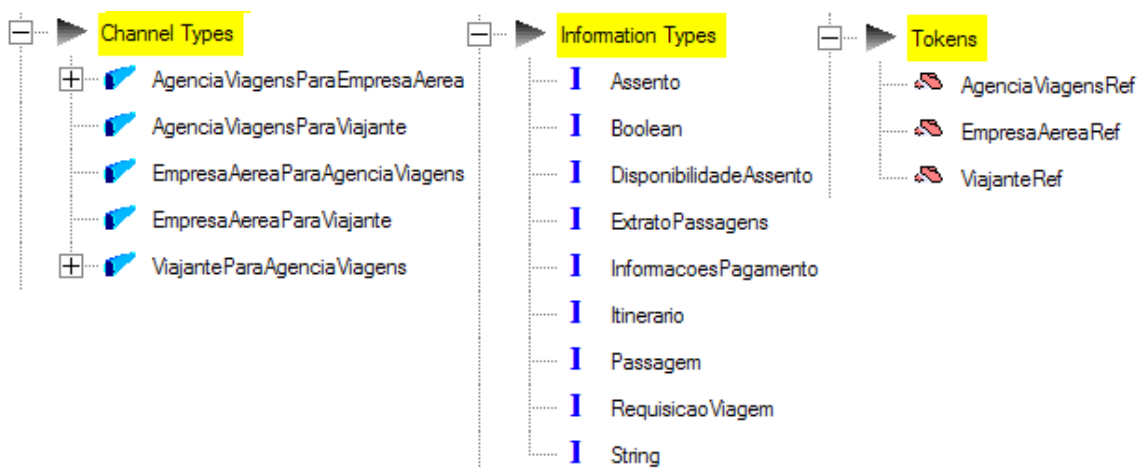 Channel Types
AgenciaViagensParaEmpresaAerea
AgenciaViagensParaViajante
EmpresaAereaParaAgenciaViagens
EmpresaAereaParaViajante
ViajanteParaAgenciaViagens
Information Types
Assento
Boolean
DisponibilidadeAssento
ExtratoPassagens
InformacoesPagamento
Itinerario
Passagem
RequisicaoViagem
String
Tokens
AgenciaViagensRef
EmpresaAereaRef
ViajanteRef